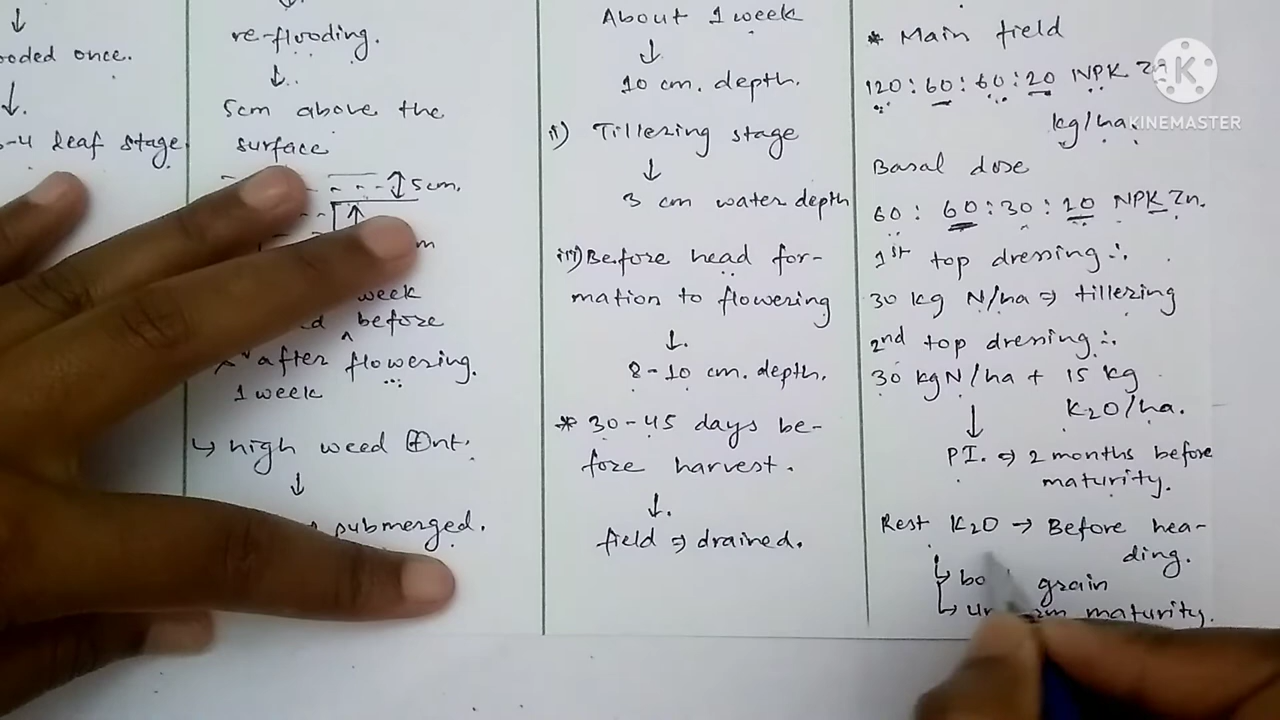 once.
leaf stage
re-flooding.
5cm above the
surface
5cm.
week
before
after flowering.
1 week
↳ high weed
submerged.
About 1 week
↓
10 cm. depth.
ii) Tillering stage
↓
3 cm water depth
iii) Before head for-
mation to flowering
↓
8-10 cm. depth.
* 30-45 days be-
fore harvest.
↓
field ⇒ drained.
* Main field
120:60:60:20 NPK
kg/ha.
Basal dose
60: 60:30:20 NPK Zn.
1st top dressing ∴
30 kg N/ha ⇒ tillering
2nd top dressing ∴
30 kgN/ha + 15 kg
K2O/ha.
↓
PI. ⇒ 2 months before
maturity.
Rest K2O → Before hea-
ding.
grain
maturity.
KINEMASTER